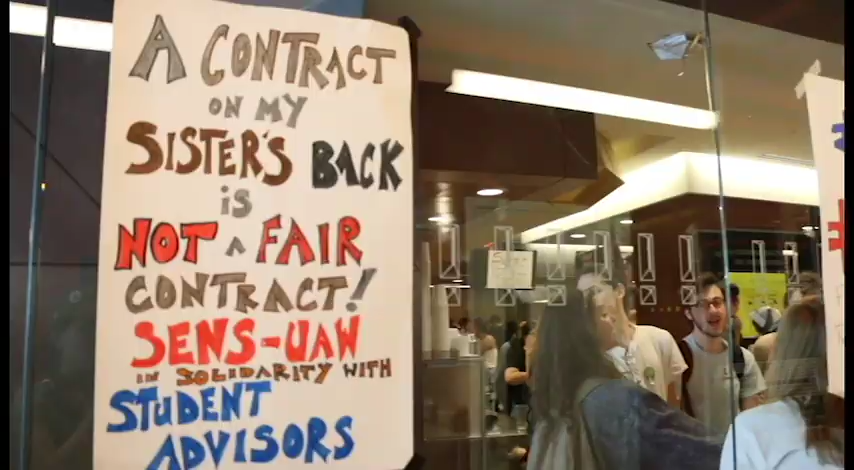 A CONTRACT
ON MY
SISTER'S BACK
is
NOT A FAIR
CONTRACT!
SENS-UAW
IN SOLIDARITY WITH
STUDENT
ADVISORS